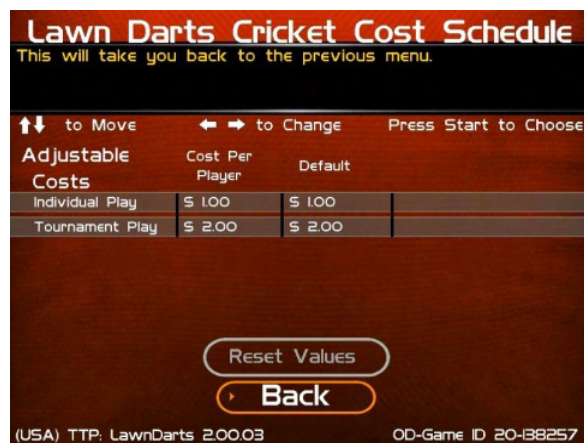 Lawn Darts Cricket Cost Schedule
This will take you back to the previous menu.
to Move to Change Press Start to Choose
Adjustable Costs Cost Per Player Default
Individual Play $ 1.00 $ 1.00
Tournament Play $ 2.00 $ 2.00
Reset Values
Back
(USA) TTP: LawnDarts 2.00.03 OD-Game ID 20-138257